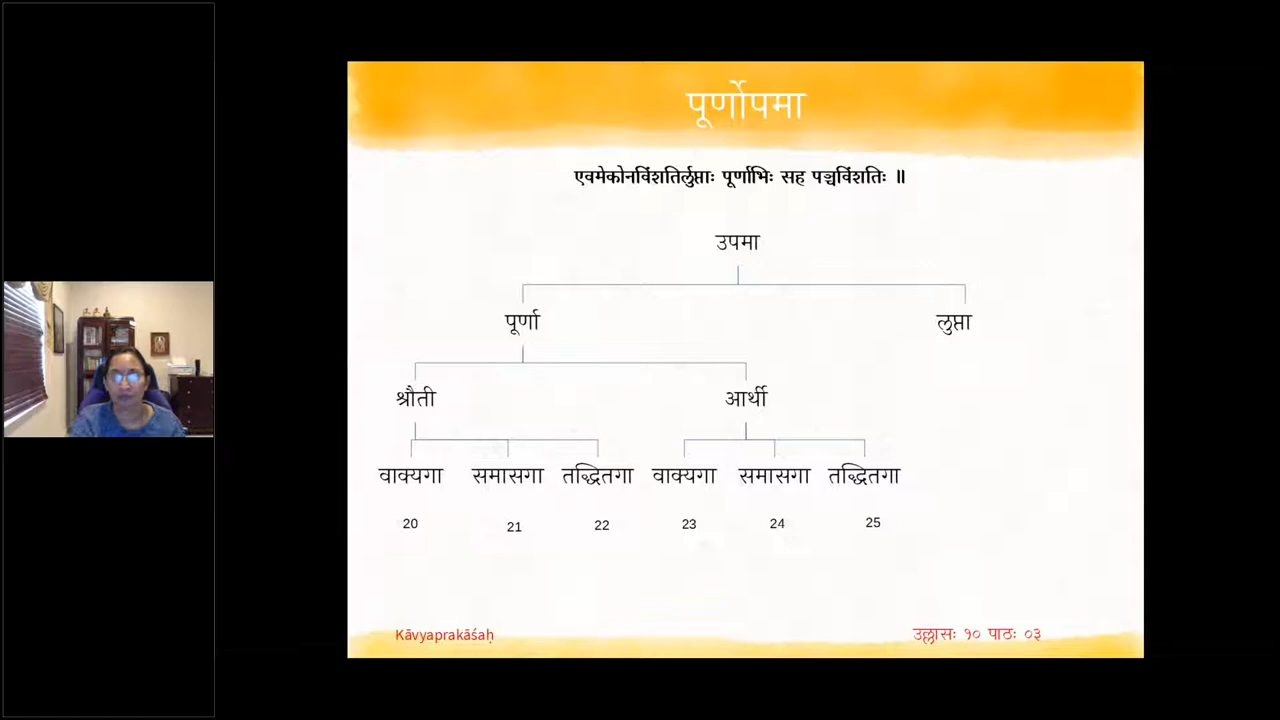 पूर्णोपमा
एवमेकोनविंशतिर्लुप्ताः पूर्णाभिः सह पञ्चविंशतिः ॥
उपमा
पूर्णा लुप्ता
श्रौती आर्थी
वाक्यगा समासगा तद्धितगा वाक्यगा समासगा तद्धितगा
20 21 22 23 24 25
Kāvyaprakāśaḥ उल्लासः १० पाठः ०३